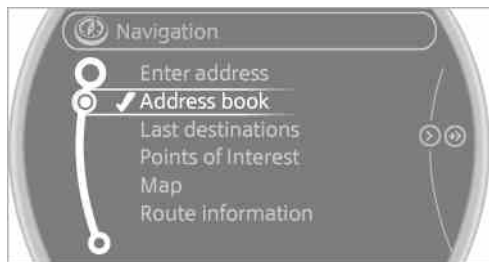 Navigation
Enter address
Address book
Last destinations
Points of Interest
Map
Route information